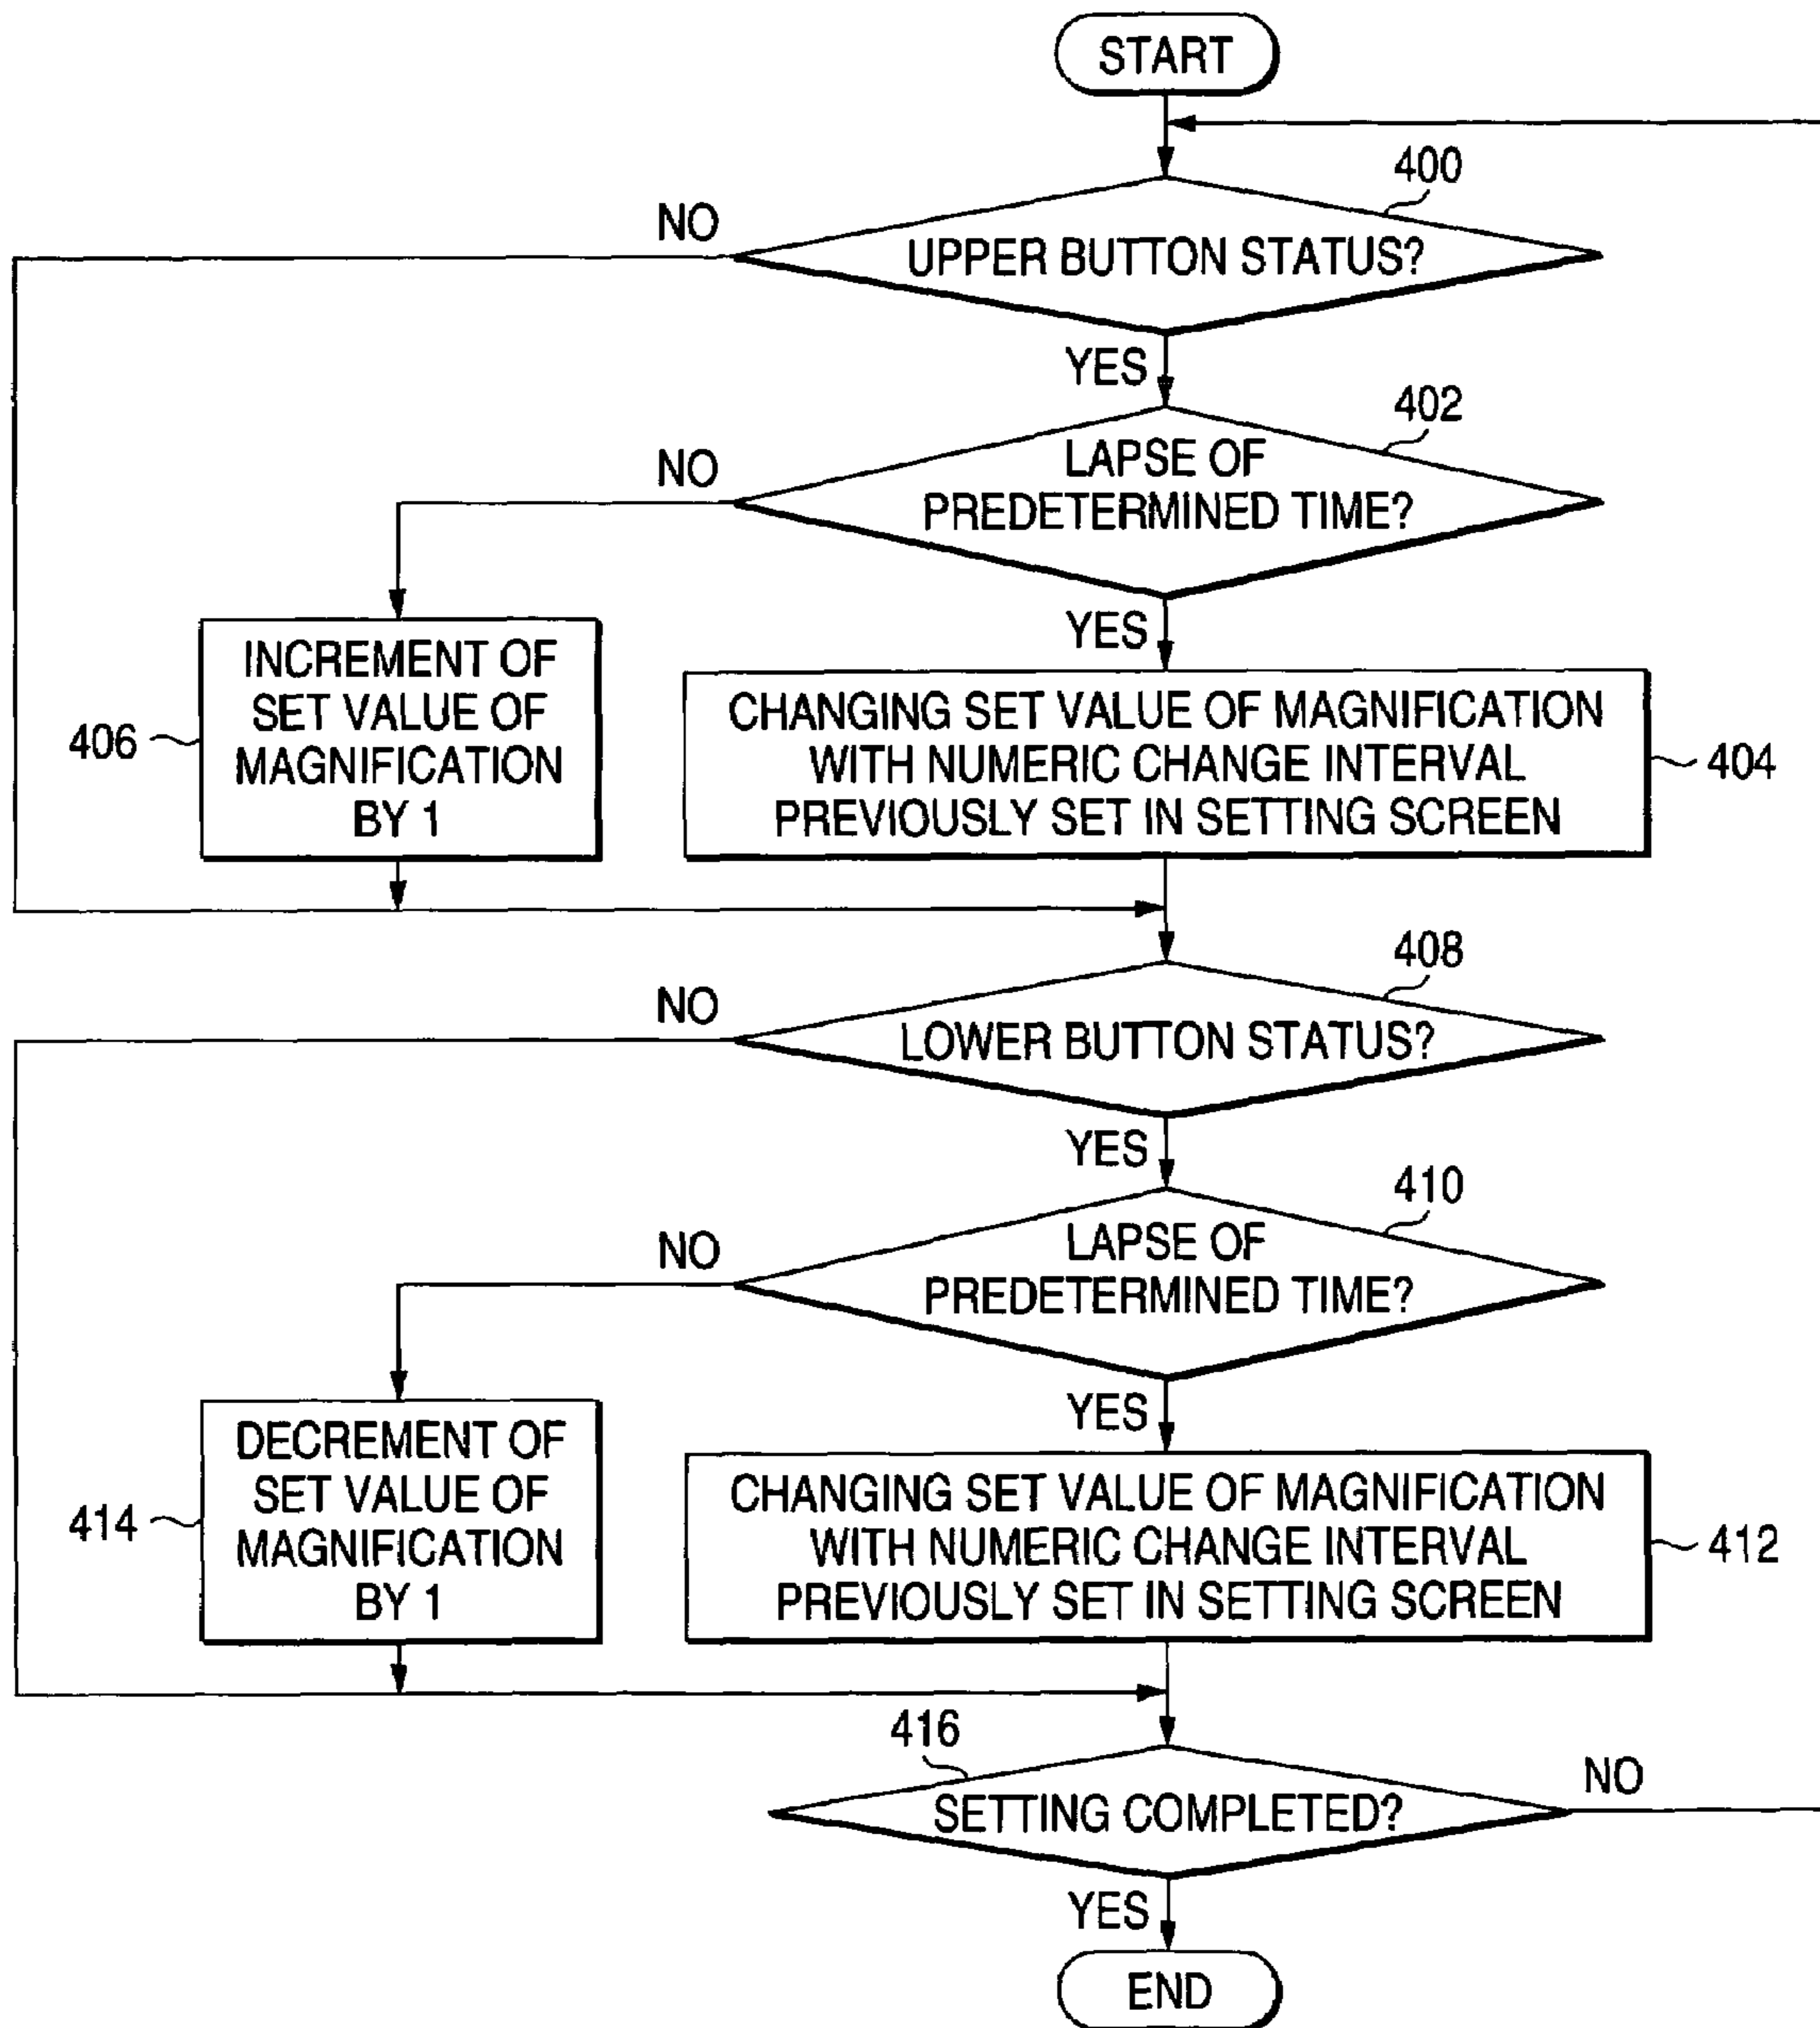 START
400
NO
UPPER BUTTON STATUS?
YES
402
NO
LAPSE OF
PREDETERMINED TIME?
YES
INCREMENT OF
SET VALUE OF
MAGNIFICATION
BY 1
406
CHANGING SET VALUE OF MAGNIFICATION
WITH NUMERIC CHANGE INTERVAL
PREVIOUSLY SET IN SETTING SCREEN
404
408
NO
LOWER BUTTON STATUS?
YES
410
NO
LAPSE OF
PREDETERMINED TIME?
YES
DECREMENT OF
SET VALUE OF
MAGNIFICATION
BY 1
414
CHANGING SET VALUE OF MAGNIFICATION
WITH NUMERIC CHANGE INTERVAL
PREVIOUSLY SET IN SETTING SCREEN
412
416
NO
SETTING COMPLETED?
YES
END